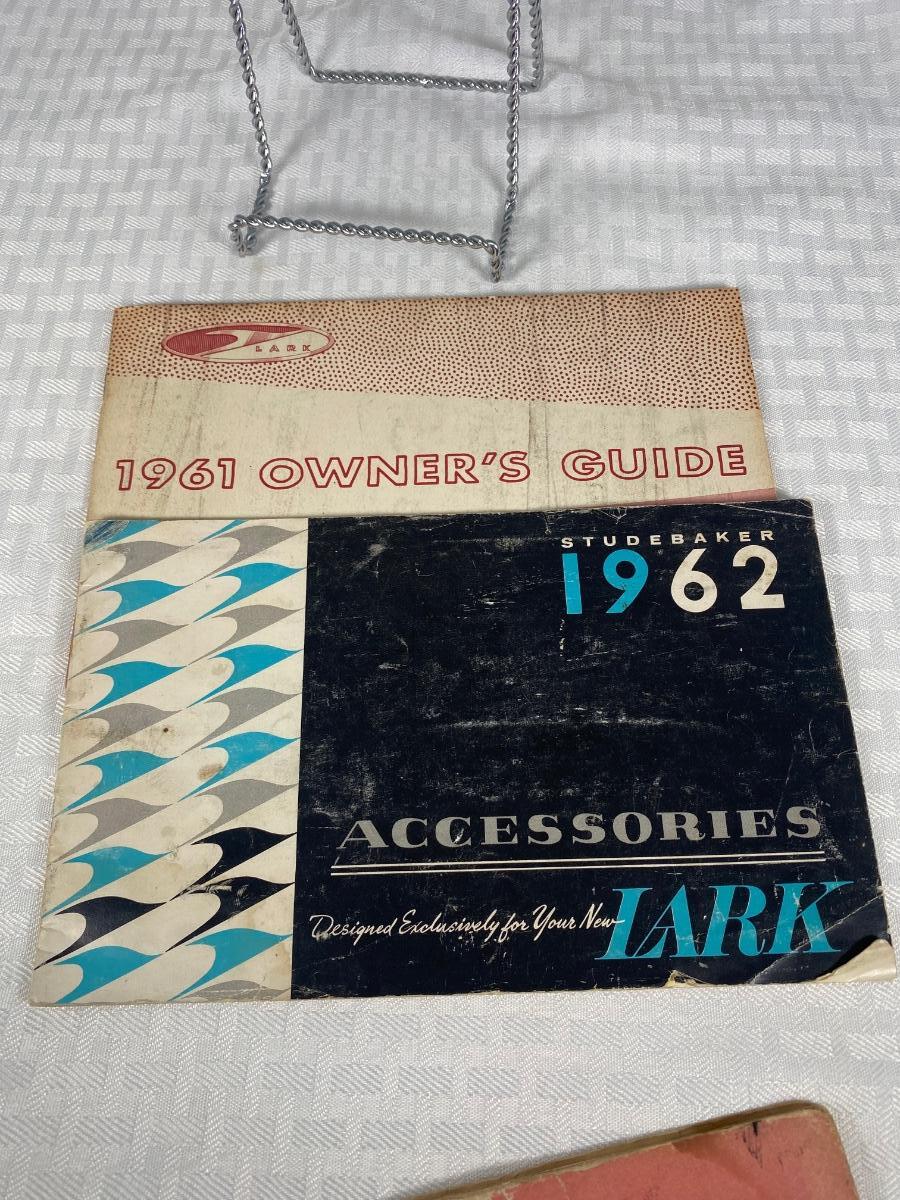 LARK
1961 OWNER'S GUIDE
STUDEBAKER
1962
ACCESSORIES
Designed Exclusively for Your New LARK